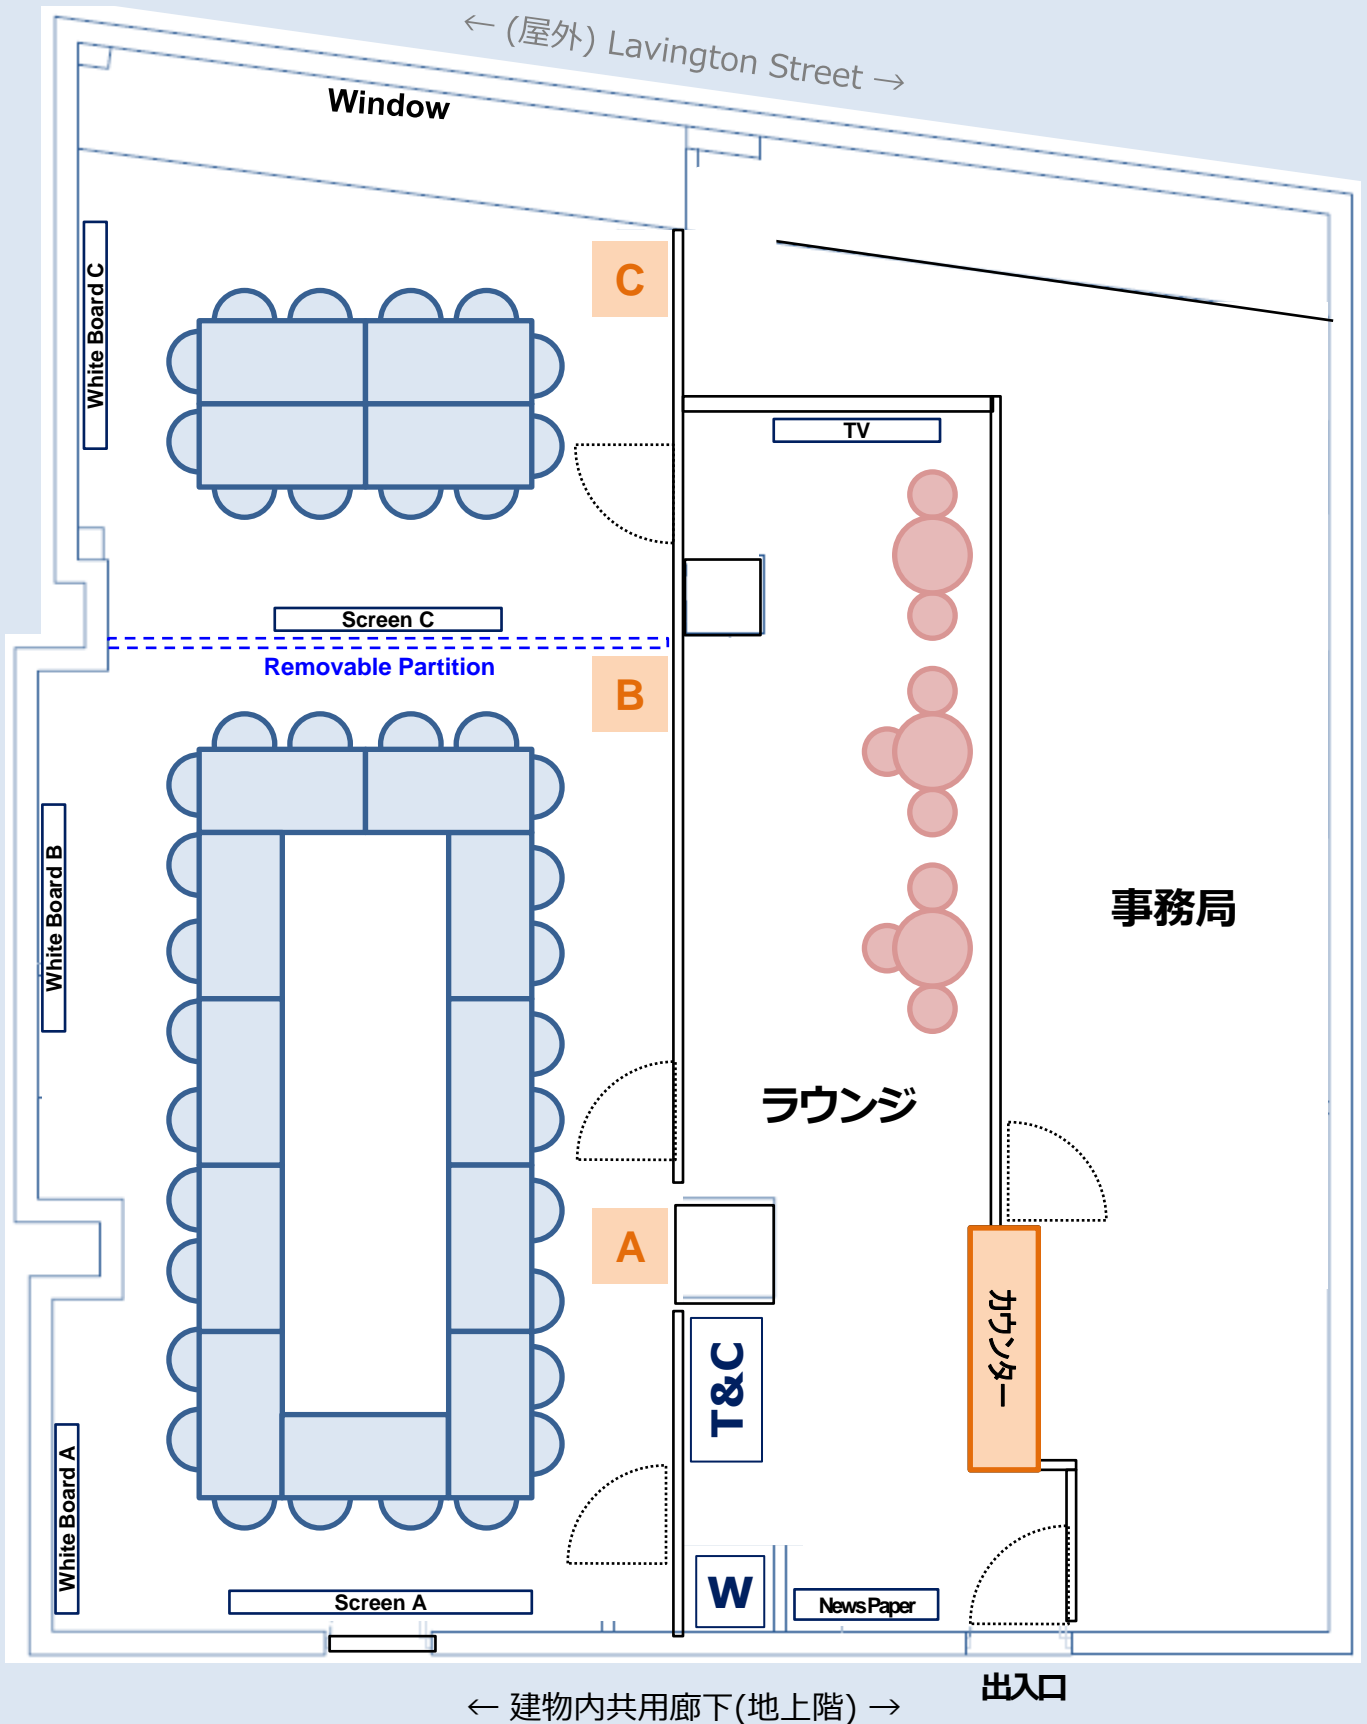 ← (屋外) Lavington Street →
Window
White Board C
C
TV
Screen C
Removable Partition
B
White Board B
事務局
ラウンジ
A
カウンター
T&C
White Board A
W
Screen A
News Paper
出入口
← 建物内共用廊下(地上階) →